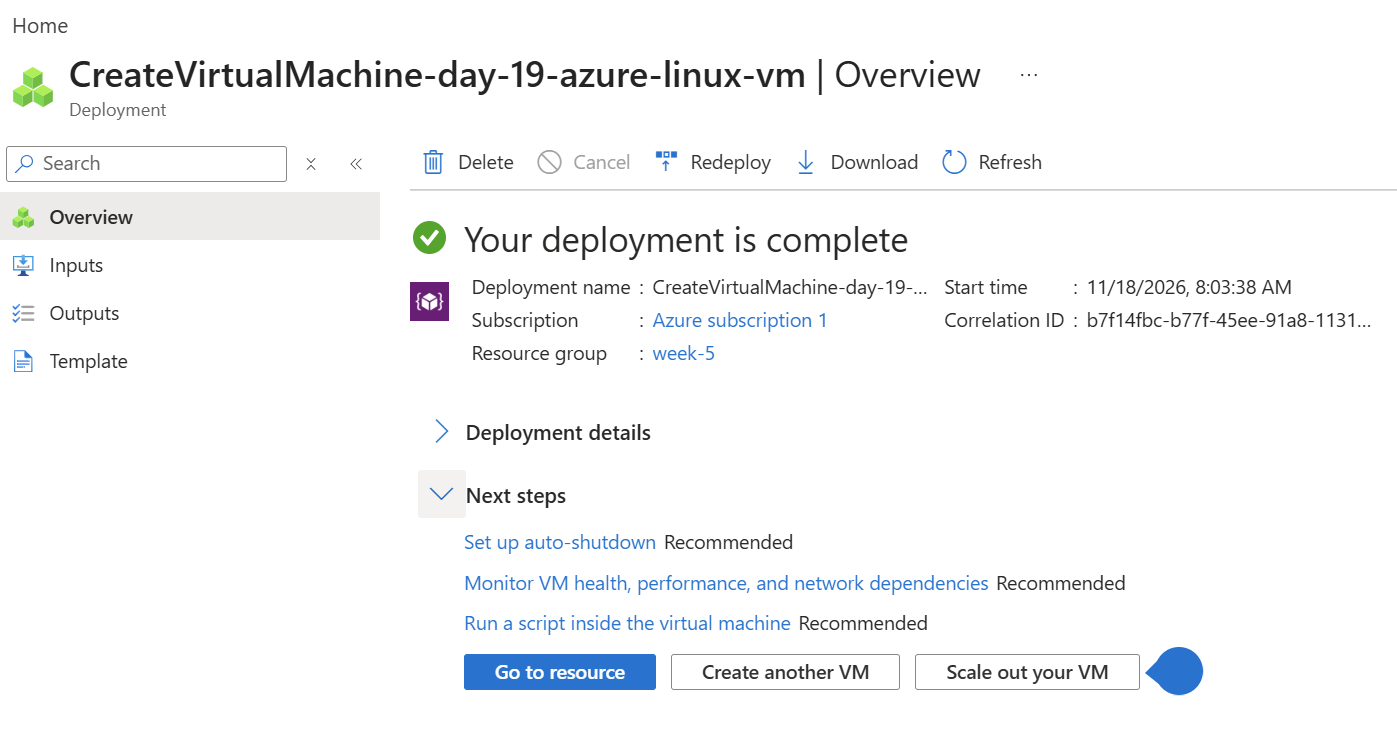 Home
CreateVirtualMachine-day-19-azure-linux-vm | Overview ...
Deployment
Search
Overview
Inputs
Outputs
Template
Delete Cancel Redeploy Download Refresh
Your deployment is complete
Deployment name : CreateVirtualMachine-day-19-... Start time : 11/18/2026, 8:03:38 AM
Subscription : Azure subscription 1 Correlation ID : b7f14fbc-b77f-45ee-91a8-1131...
Resource group : week-5
Deployment details
Next steps
Set up auto-shutdown Recommended
Monitor VM health, performance, and network dependencies Recommended
Run a script inside the virtual machine Recommended
Go to resource Create another VM Scale out your VM